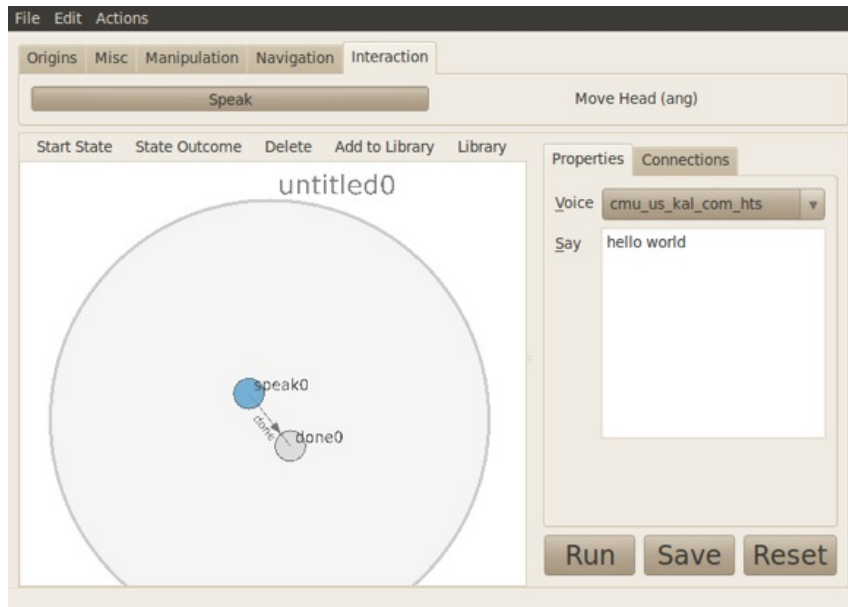 File Edit Actions
Origins Misc Manipulation Navigation Interaction
Speak Move Head (ang)
Start State State Outcome Delete Add to Library Library
untitled0
speak0
done
done0
Properties Connections
Voice cmu_us_kal_com_hts
Say hello world
Run Save Reset